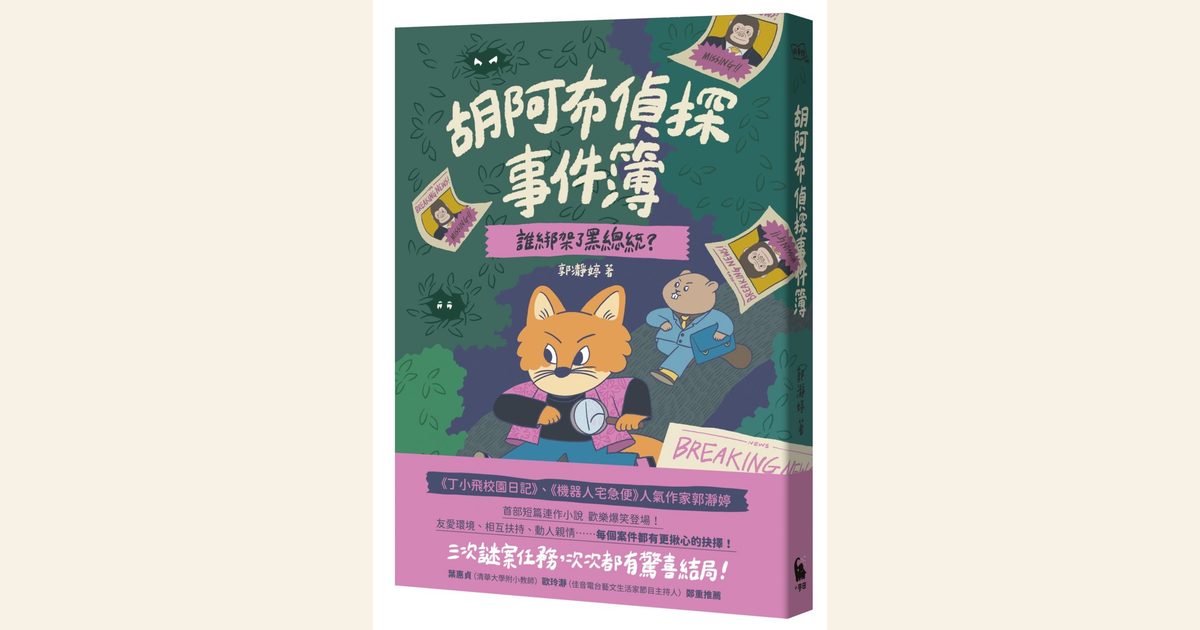 MISSING!!
胡阿布偵探
事件簿
BREAKING NEWS!
MISSING!!
誰綁架了黑總統?
郭瀞婷 著
BREAKING NEWS!
NEWS
BREAKING
《丁小飛校園日記》、《機器人宅急便》人氣作家郭瀞婷
首部短篇連作小說 歡樂爆笑登場!
友愛環境、相互扶持、動人親情……每個案件都有更揪心的抉擇!
三次謎案任務,次次都有驚喜結局!
葉惠貞(清華大學附小教師) 歐玲瀞(佳音電台藝文生活家節目主持人) 鄭重推薦
胡阿布偵探事件簿
郭瀞婷 著